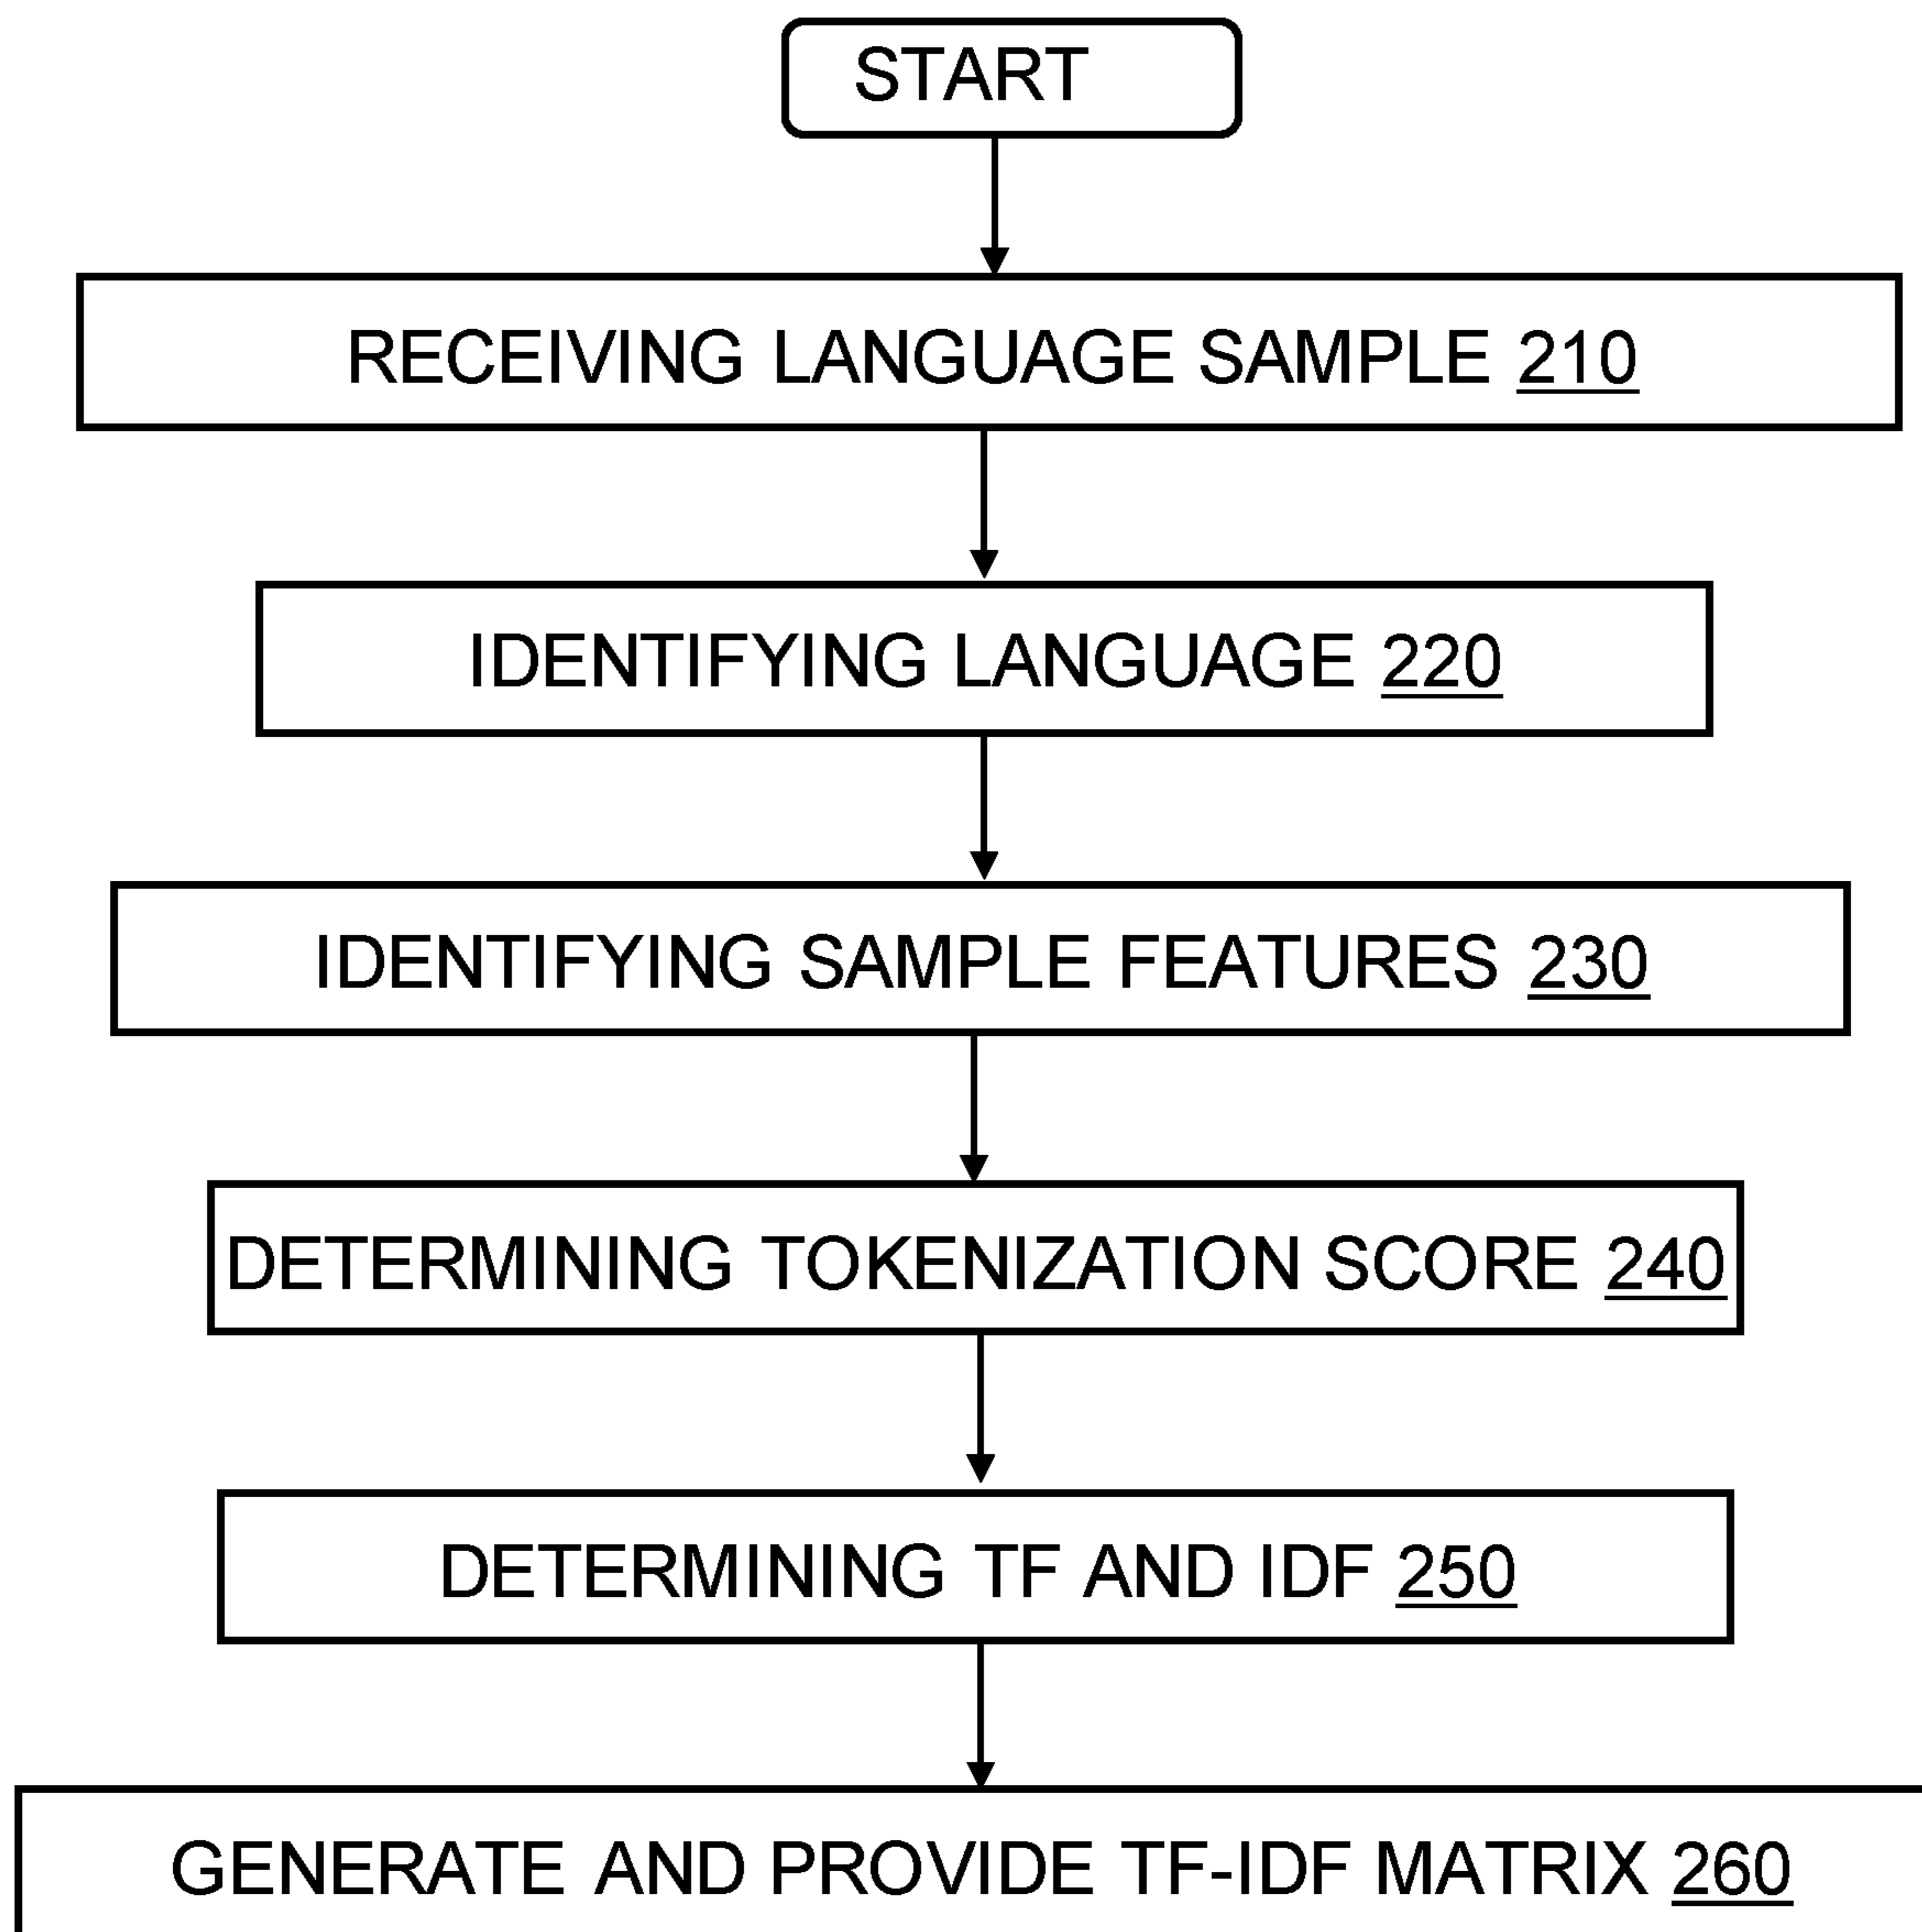 START
RECEIVING LANGUAGE SAMPLE 210
IDENTIFYING LANGUAGE 220
IDENTIFYING SAMPLE FEATURES 230
DETERMINING TOKENIZATION SCORE 240
DETERMINING TF AND IDF 250
GENERATE AND PROVIDE TF-IDF MATRIX 260